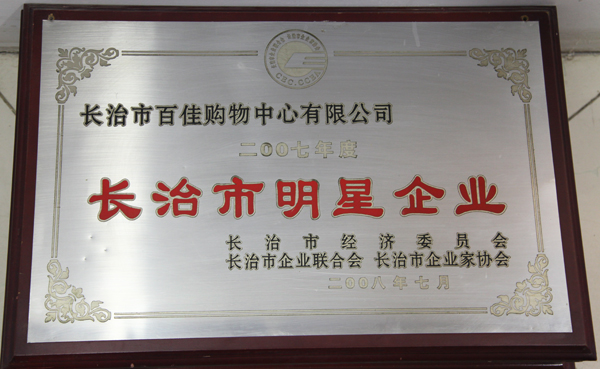 CEC.CEDA
长治市百佳购物中心有限公司
二00七年度
长治市明星企业
长治市经济委员会
长治市企业联合会 长治市企业家协会
二00八年七月